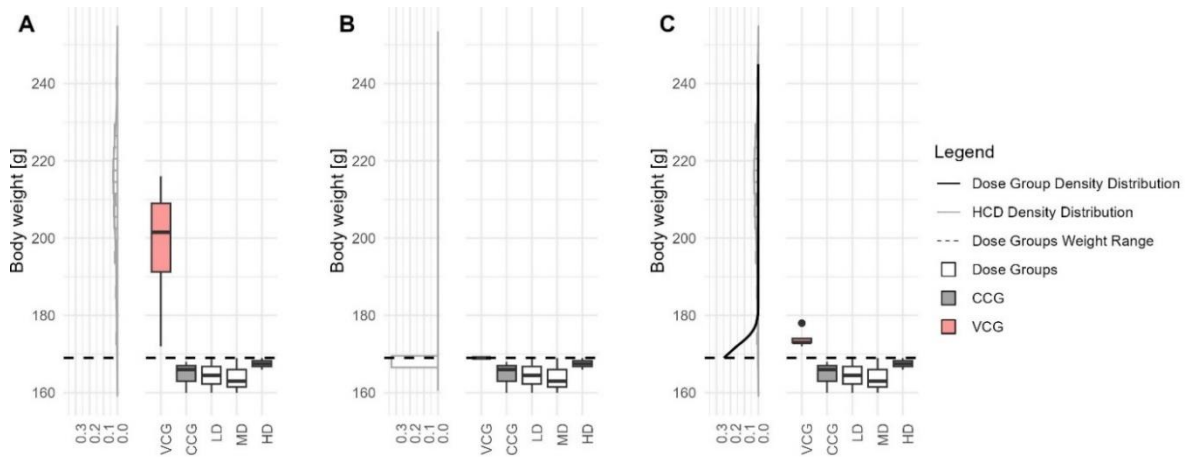 A
Body weight [g]
240
220
200
180
160
0.3
0.2
0.1
0.0
VCG
CCG
LD
MD
HD
B
Body weight [g]
240
220
200
180
160
0.3
0.2
0.1
0.0
VCG
CCG
LD
MD
HD
C
Body weight [g]
240
220
200
180
160
0.3
0.2
0.1
0.0
VCG
CCG
LD
MD
HD
Legend
Dose Group Density Distribution
HCD Density Distribution
Dose Groups Weight Range
Dose Groups
CCG
VCG